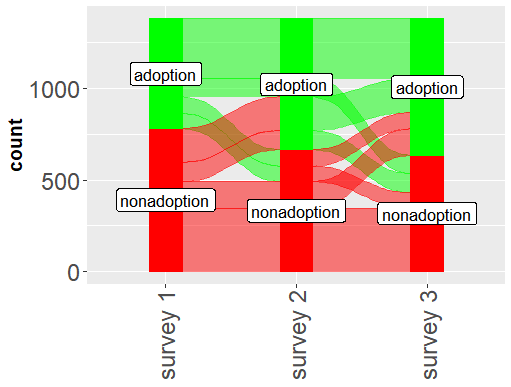 count
1000
500
0
adoption
adoption
adoption
nonadoption
nonadoption
nonadoption
survey 1
survey 2
survey 3